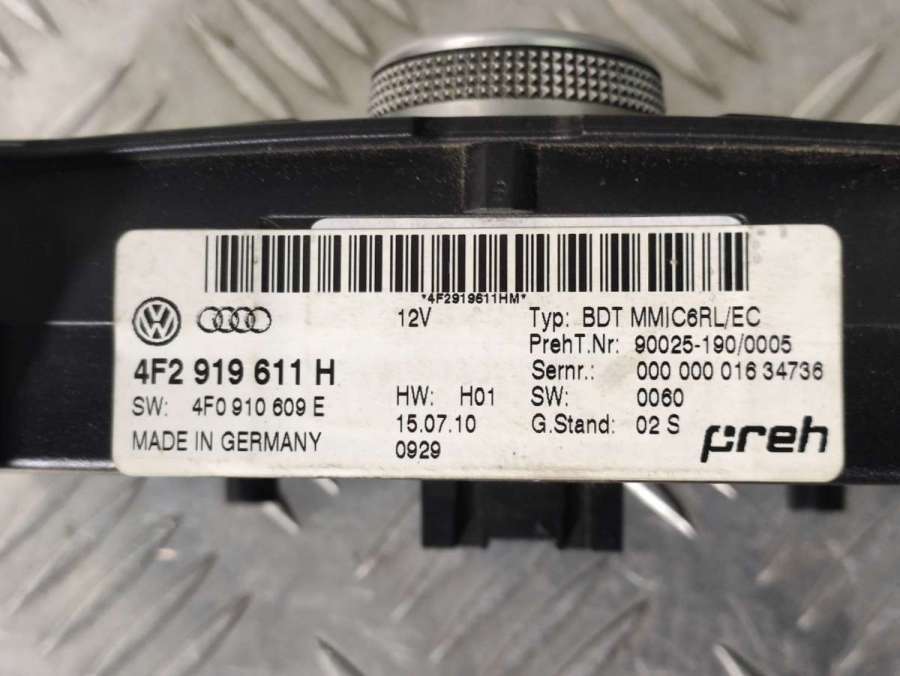 *4F2919611HM*
12V
Typ: BDT MMIC6RL/EC
PrehT.Nr: 90025-190/0005
4F2 919 611 H
Sernr.: 000 000 016 34736
HW: H01
SW: 0060
SW: 4F0 910 609 E
15.07.10
G.Stand: 02 S
MADE IN GERMANY
0929
preh